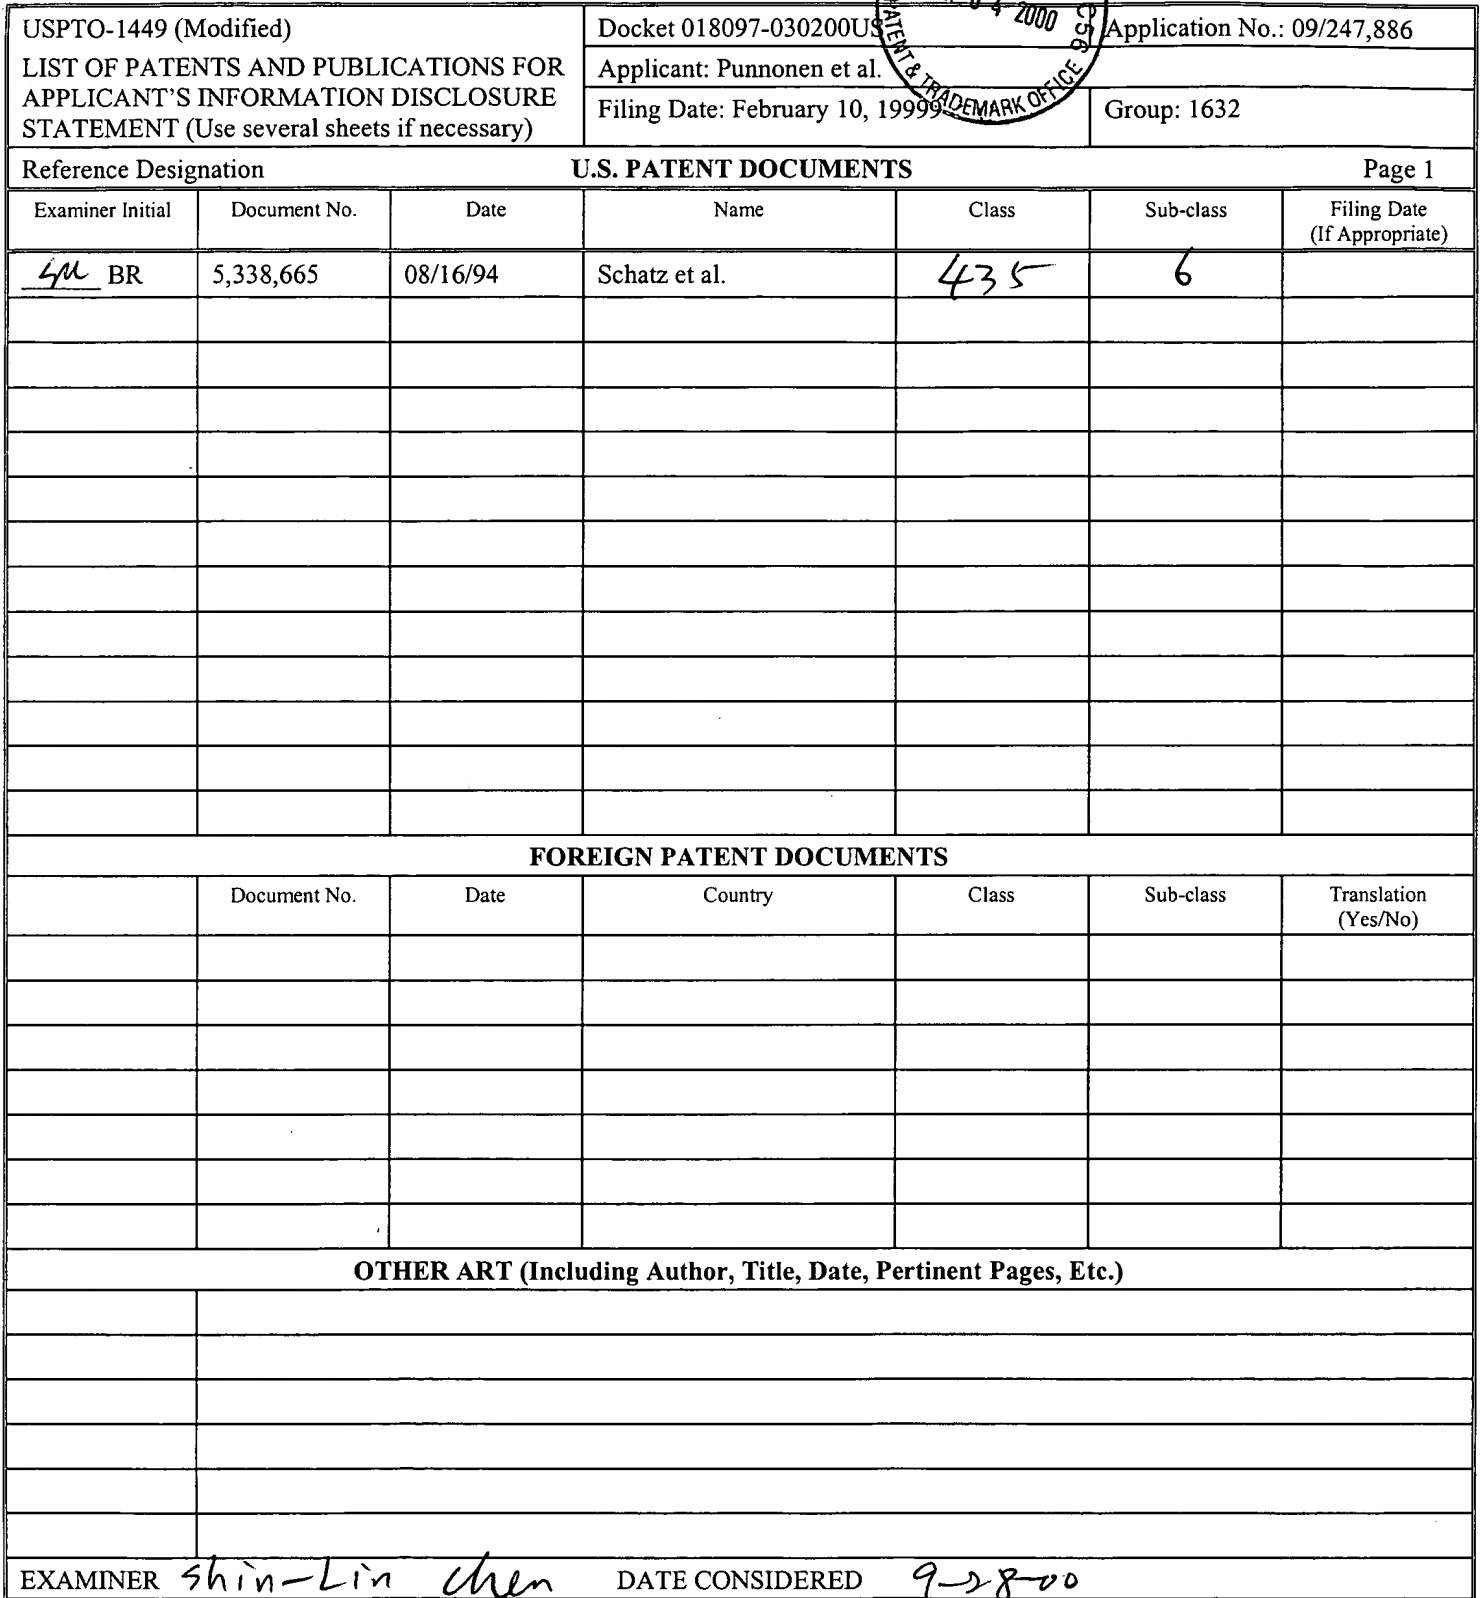 USPTO-1449 (Modified)
LIST OF PATENTS AND PUBLICATIONS FOR
APPLICANT'S INFORMATION DISCLOSURE
STATEMENT (Use several sheets if necessary)
Docket 018097-030200US
Application No.: 09/247,886
Applicant: Punnonen et al.
Filing Date: February 10, 19999
Group: 1632
4 2000
PATENT & TRADEMARK OFFICE
Reference Designation U.S. PATENT DOCUMENTS Page 1
Examiner Initial Document No. Date Name Class Sub-class Filing Date
(If Appropriate)
BR 5,338,665 08/16/94 Schatz et al. 435 6
FOREIGN PATENT DOCUMENTS
Document No. Date Country Class Sub-class Translation
(Yes/No)
OTHER ART (Including Author, Title, Date, Pertinent Pages, Etc.)
EXAMINER Shin-Lin Chen DATE CONSIDERED 9-28-00